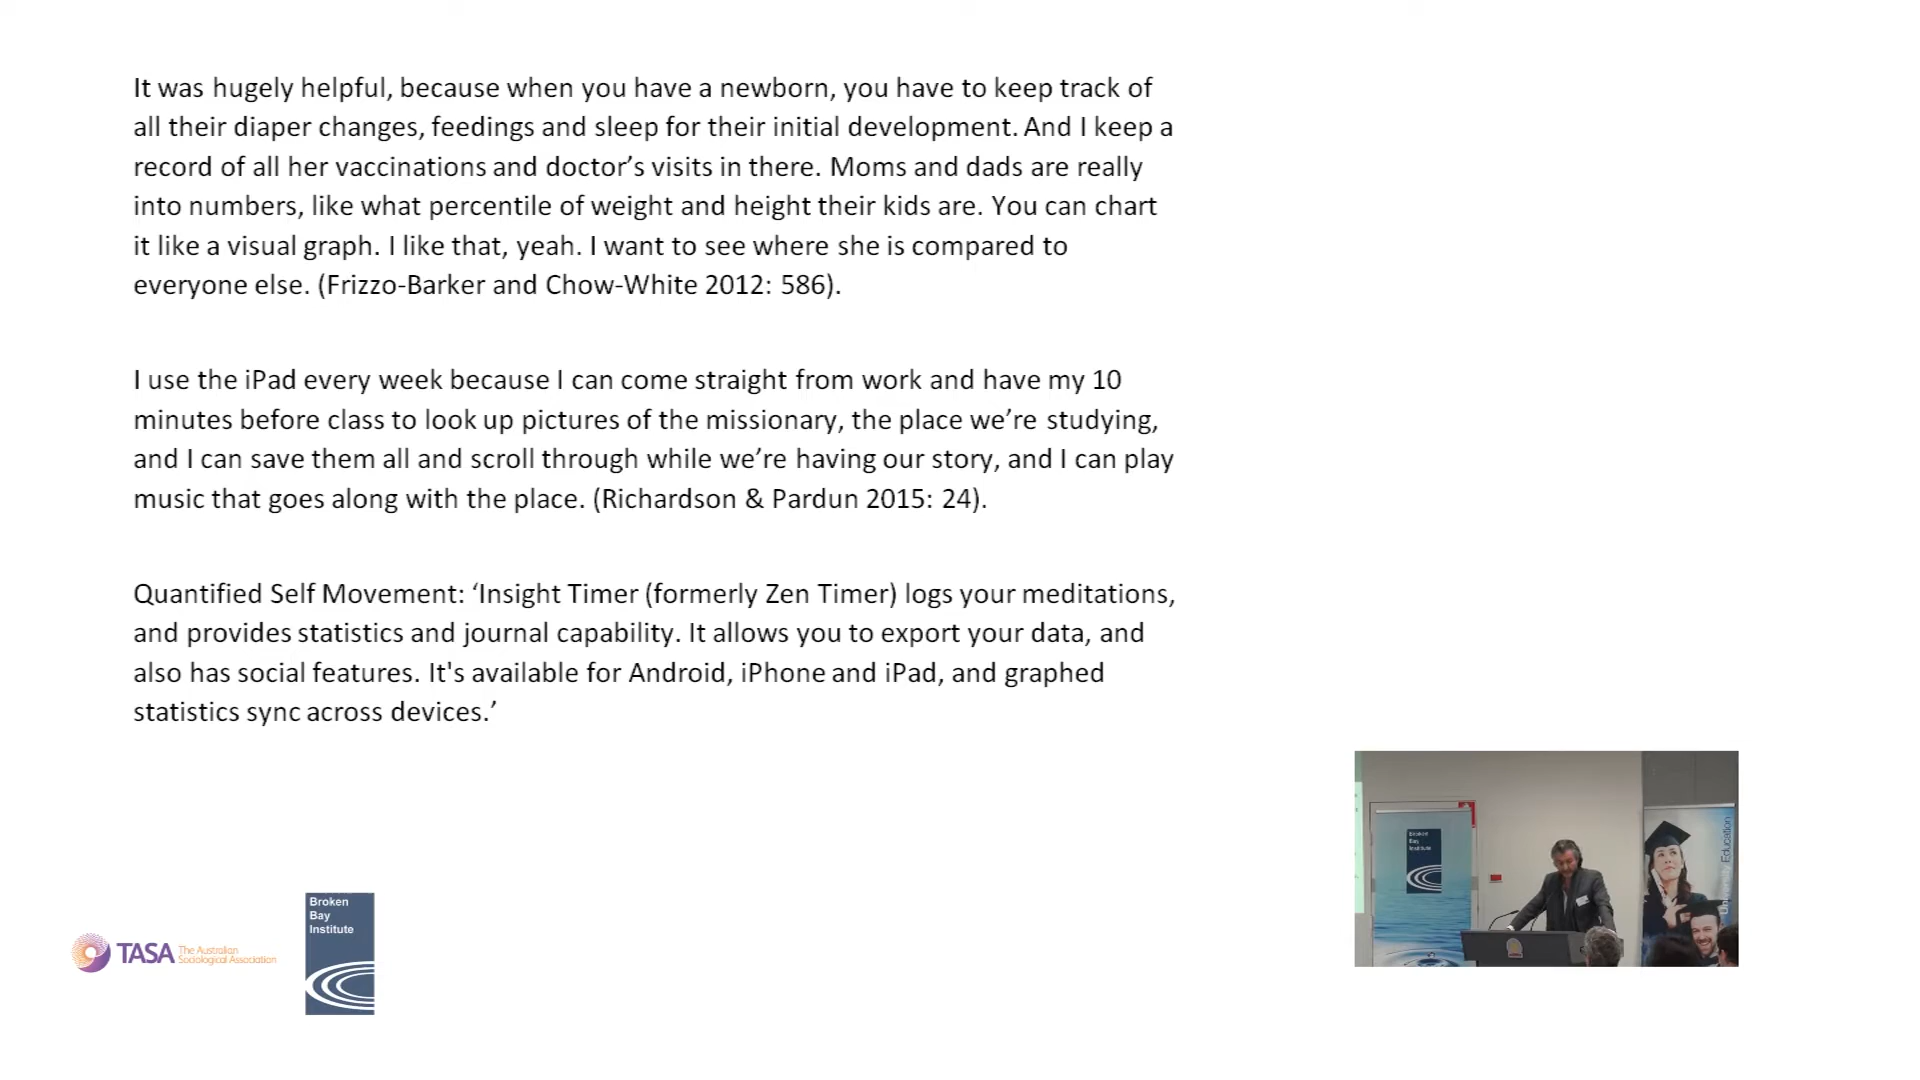 It was hugely helpful, because when you have a newborn, you have to keep track of
all their diaper changes, feedings and sleep for their initial development. And I keep a
record of all her vaccinations and doctor’s visits in there. Moms and dads are really
into numbers, like what percentile of weight and height their kids are. You can chart
it like a visual graph. I like that, yeah. I want to see where she is compared to
everyone else. (Frizzo-Barker and Chow-White 2012: 586).
I use the iPad every week because I can come straight from work and have my 10
minutes before class to look up pictures of the missionary, the place we’re studying,
and I can save them all and scroll through while we’re having our story, and I can play
music that goes along with the place. (Richardson & Pardun 2015: 24).
Quantified Self Movement: ‘Insight Timer (formerly Zen Timer) logs your meditations,
and provides statistics and journal capability. It allows you to export your data, and
also has social features. It's available for Android, iPhone and iPad, and graphed
statistics sync across devices.’
TASA The Australian
Sociological Association
Broken
Bay
Institute
Broken
Bay
Institute
University Education